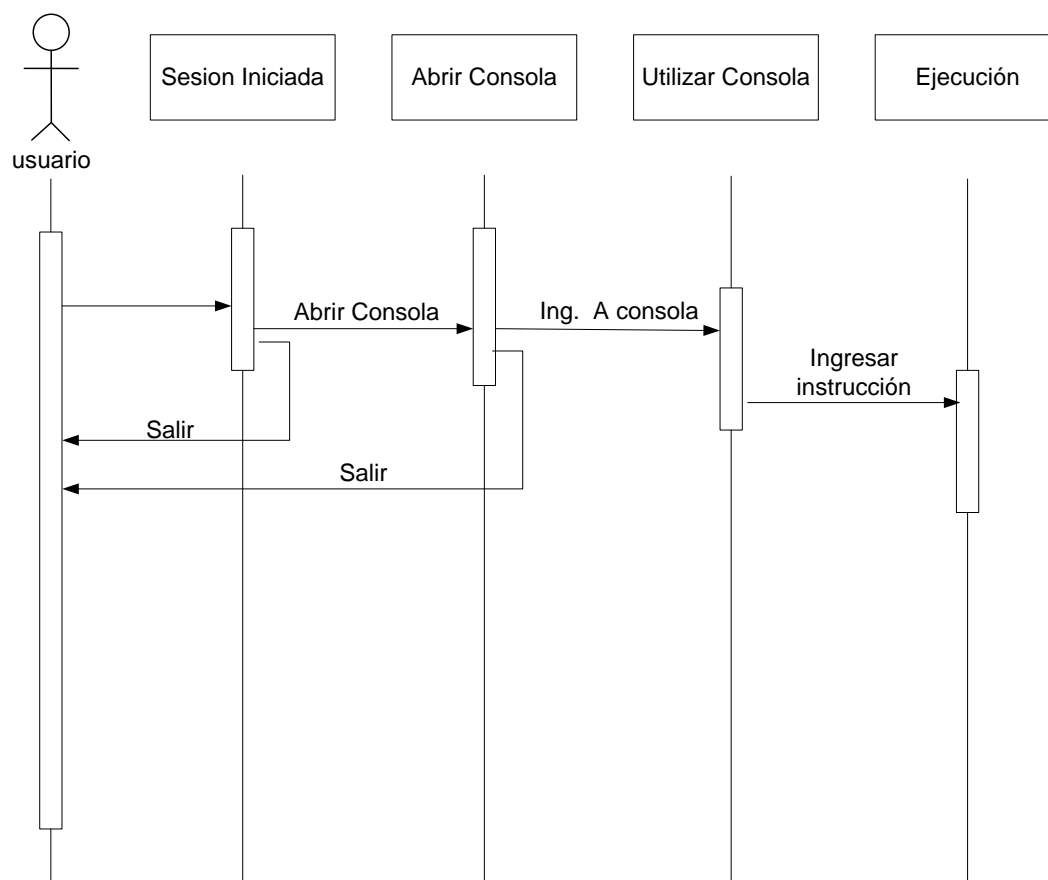 Sesion Iniciada
Abrir Consola
Utilizar Consola
Ejecución
usuario
Abrir Consola
Ing.  A consola
Ingresar
instrucción
Salir
Salir